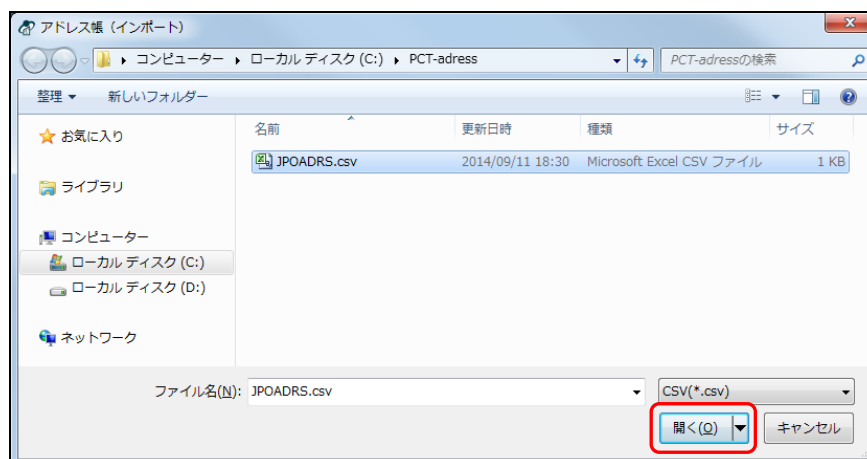 アドレス帳（インポート）
コンピューター ローカル ディスク (C:) PCT-adress PCT-adressの検索
整理 新しいフォルダー
お気に入り
ライブラリ
コンピューター
ローカル ディスク (C:)
ローカル ディスク (D:)
ネットワーク
名前 更新日時 種類 サイズ
JPOADRS.csv 2014/09/11 18:30 Microsoft Excel CSV ファイル 1 KB
ファイル名(N): JPOADRS.csv CSV(*.csv)
開く(O) キャンセル